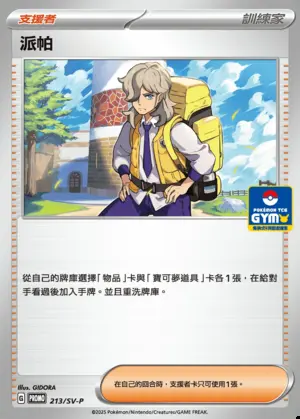 支援者 訓練家
派帕
POKÉMON TCG
GYM
從自己的牌庫選擇「物品」卡與「寶可夢道具」卡各1張，在給對
手看過後加入手牌。並且重洗牌庫。
Illus. GIDORA
G PROMO 213/SV-P
在自己的回合時，支援者卡只可使用1張。
©2025 Pokémon/Nintendo/Creatures/GAME FREAK.